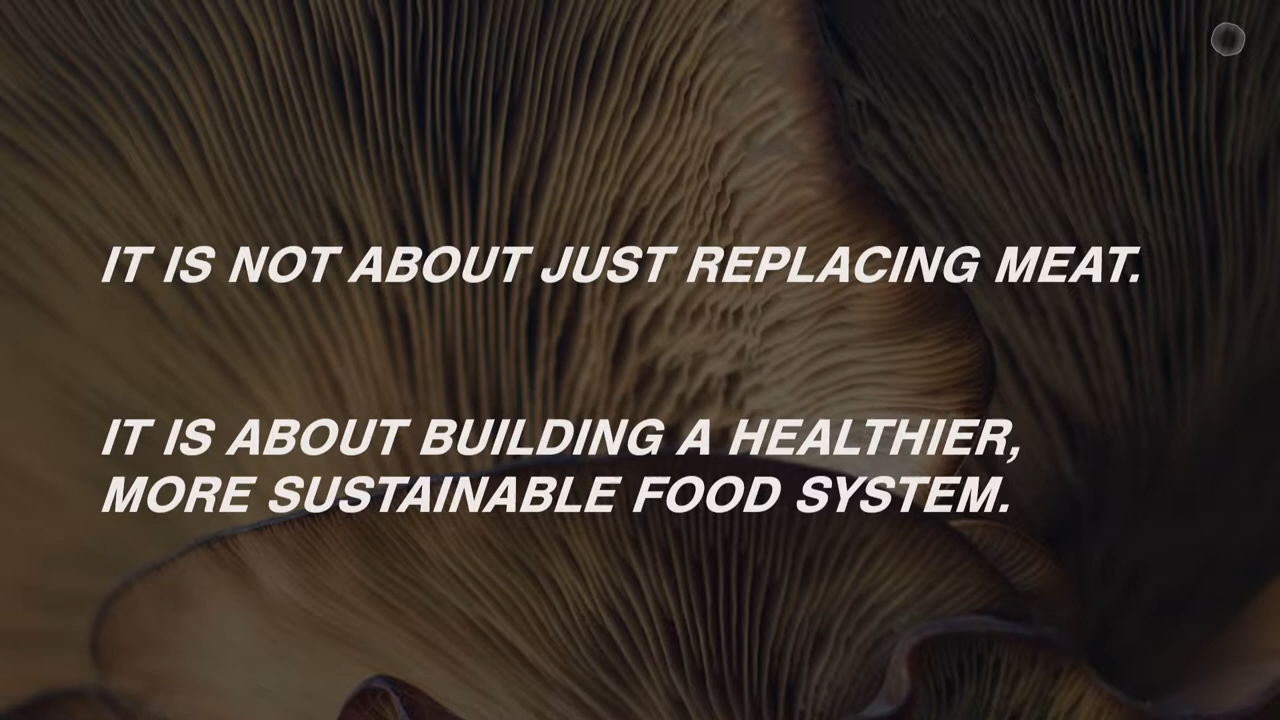 IT IS NOT ABOUT JUST REPLACING MEAT.
IT IS ABOUT BUILDING A HEALTHIER,
MORE SUSTAINABLE FOOD SYSTEM.